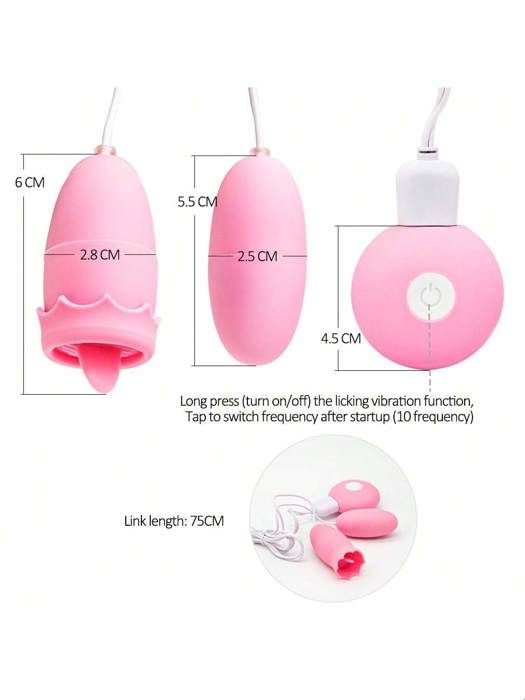 6 CM
5.5 CM
2.8 CM
2.5 CM
4.5 CM
Long press (turn on/off) the licking vibration function,
Tap to switch frequency after startup (10 frequency)
Link length: 75CM